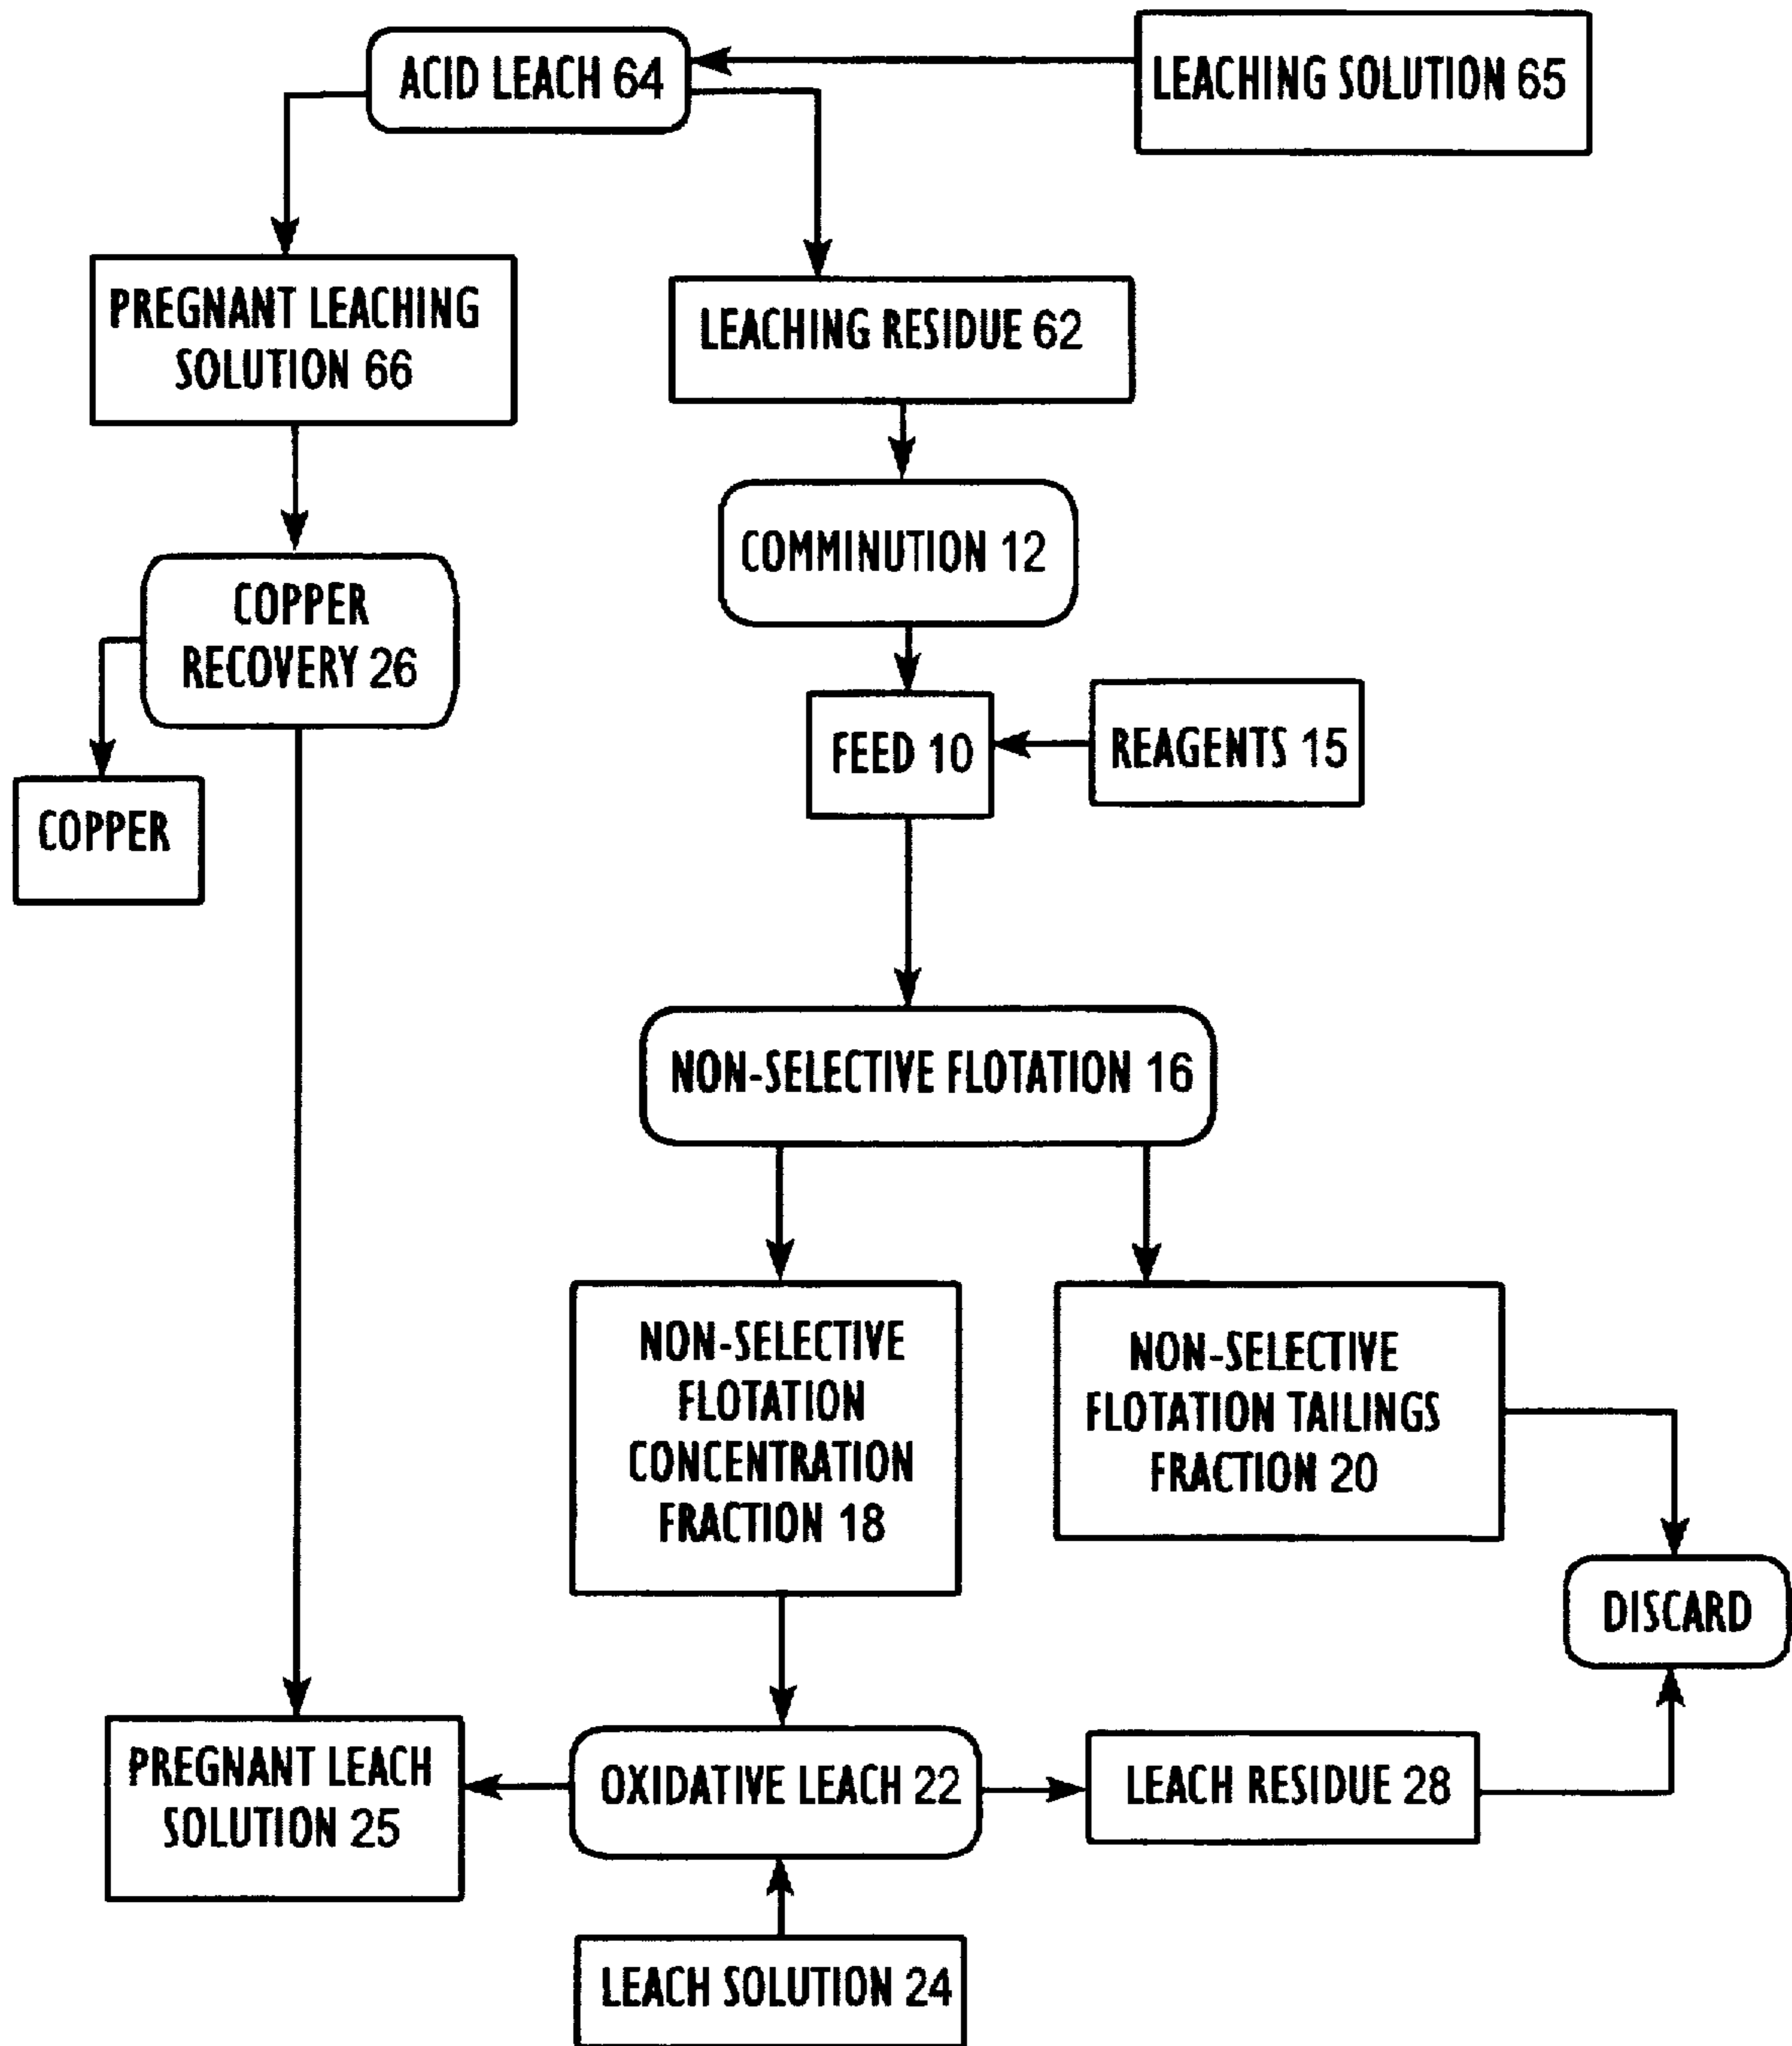 ACID LEACH 64
LEACHING SOLUTION 65
PREGNANT LEACHING
SOLUTION 66
LEACHING RESIDUE 62
COMMINUTION 12
COPPER
RECOVERY 26
FEED 10
REAGENTS 15
COPPER
NON-SELECTIVE FLOTATION 16
NON-SELECTIVE
FLOTATION
CONCENTRATION
FRACTION 18
NON-SELECTIVE
FLOTATION TAILINGS
FRACTION 20
DISCARD
PREGNANT LEACH
SOLUTION 25
OXIDATIVE LEACH 22
LEACH RESIDUE 28
LEACH SOLUTION 24